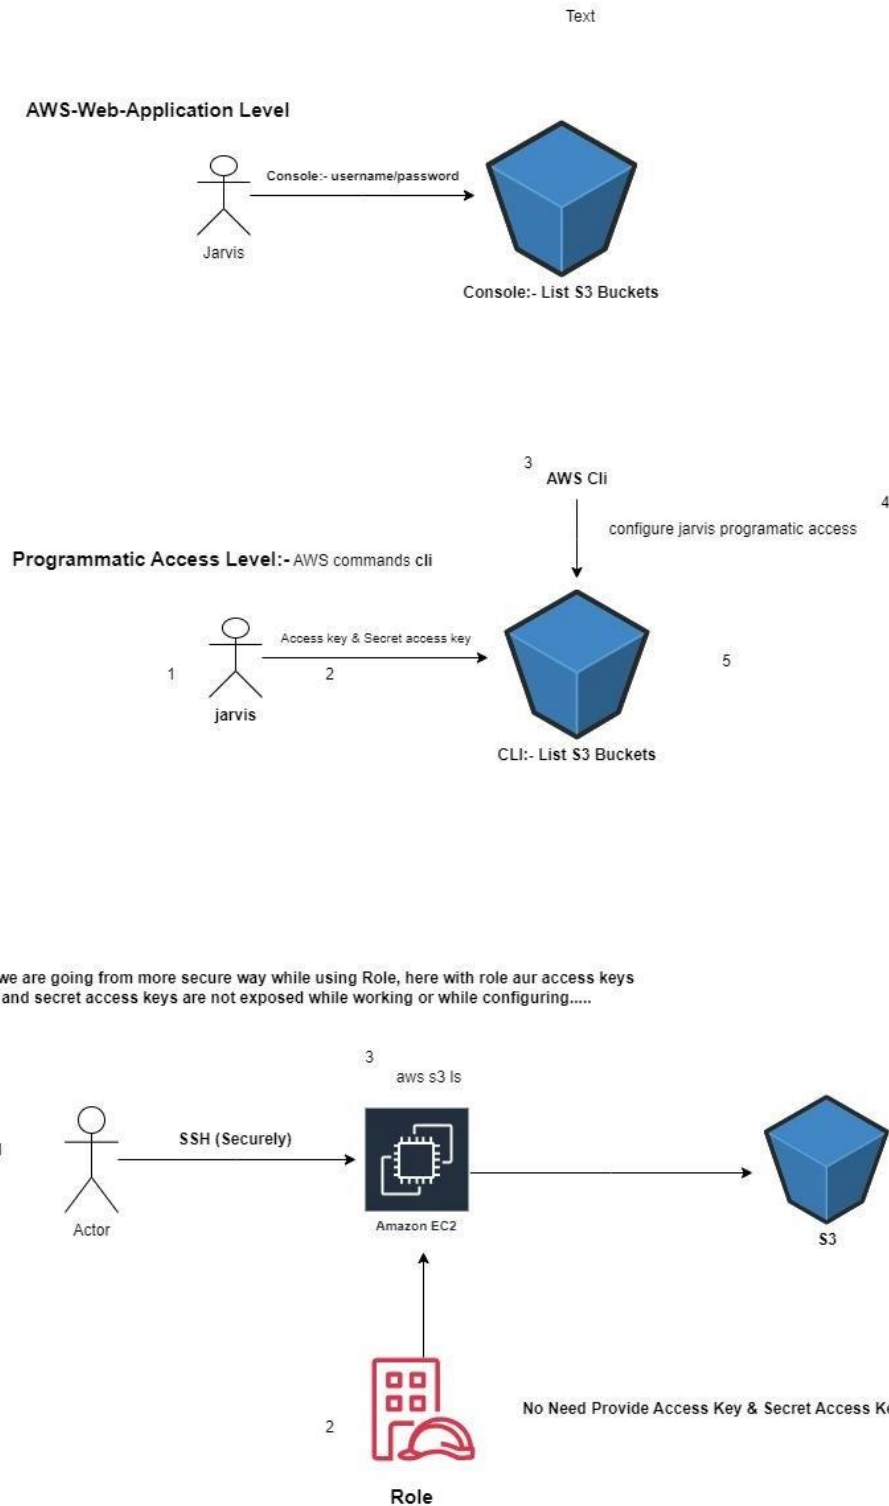 Text
AWS-Web-Application Level
Console:- username/password
Jarvis
Console:- List S3 Buckets
3
AWS Cli
4
configure jarvis programatic access
Programmatic Access Level:- AWS commands cli
Access key & Secret access key
1
2
5
jarvis
CLI:- List S3 Buckets
we are going from more secure way while using Role, here with role aur access keys
and secret access keys are not exposed while working or while configuring.....
3
aws s3 ls
SSH (Securely)
Actor
Amazon EC2
S3
No Need Provide Access Key & Secret Access
2
Role